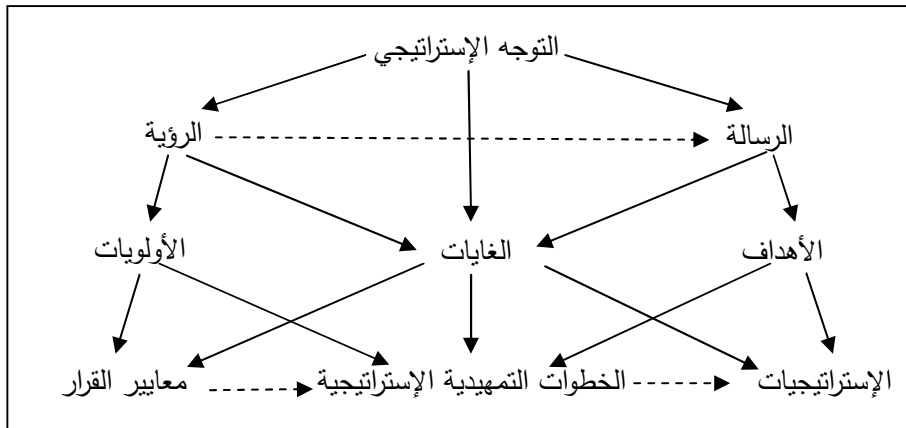 التوجه الإستراتيجي
الرسالة الرؤية
الأهداف الغايات الأولويات
الإستراتيجيات الخطوات التمهيدية الإستراتيجية معايير القرار